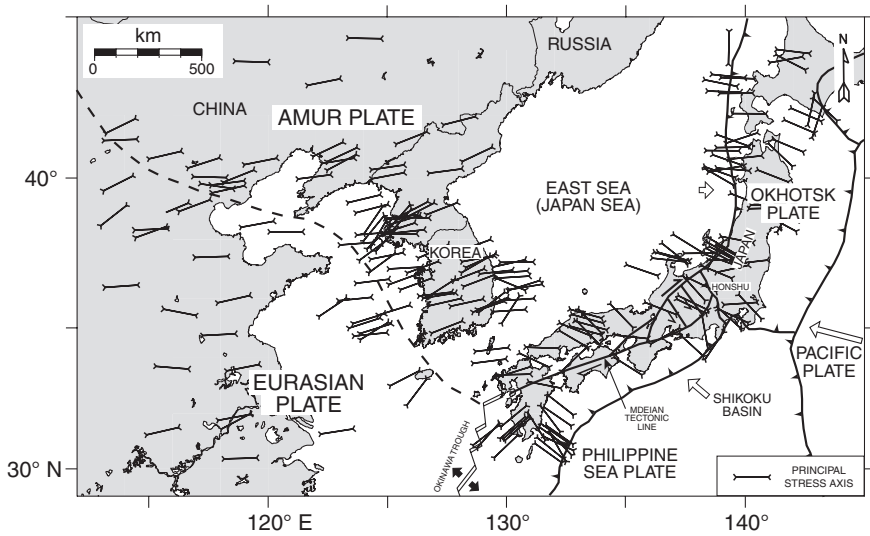 km
0 500
RUSSIA
N
CHINA
AMUR PLATE
40°
EAST SEA
(JAPAN SEA)
OKHOTSK
PLATE
KOREA
JAPAN
HONSHU
PACIFIC
PLATE
EURASIAN
PLATE
SHIKOKU
BASIN
MDEIAN
TECTONIC
LINE
OKINAWA TROUGH
PHILIPPINE
SEA PLATE
30° N
PRINCIPAL
STRESS AXIS
120° E 130° 140°